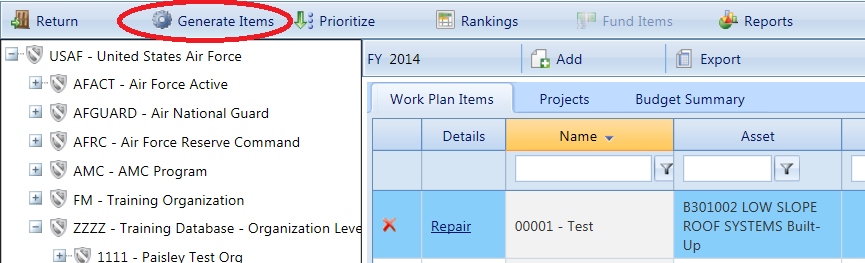 Return Generate Items Prioritize Rankings Fund Items Reports
USAF - United States Air Force
AFACT - Air Force Active
AFGUARD - Air National Guard
AFRC - Air Force Reserve Command
AMC - AMC Program
FM - Training Organization
ZZZZ - Training Database - Organization Leve
1111 - Paisley Test Org
FY 2014 Add Export
Work Plan Items Projects Budget Summary
Details Name Asset
Repair 00001 - Test
B301002 LOW SLOPE
ROOF SYSTEMS Built-
Up